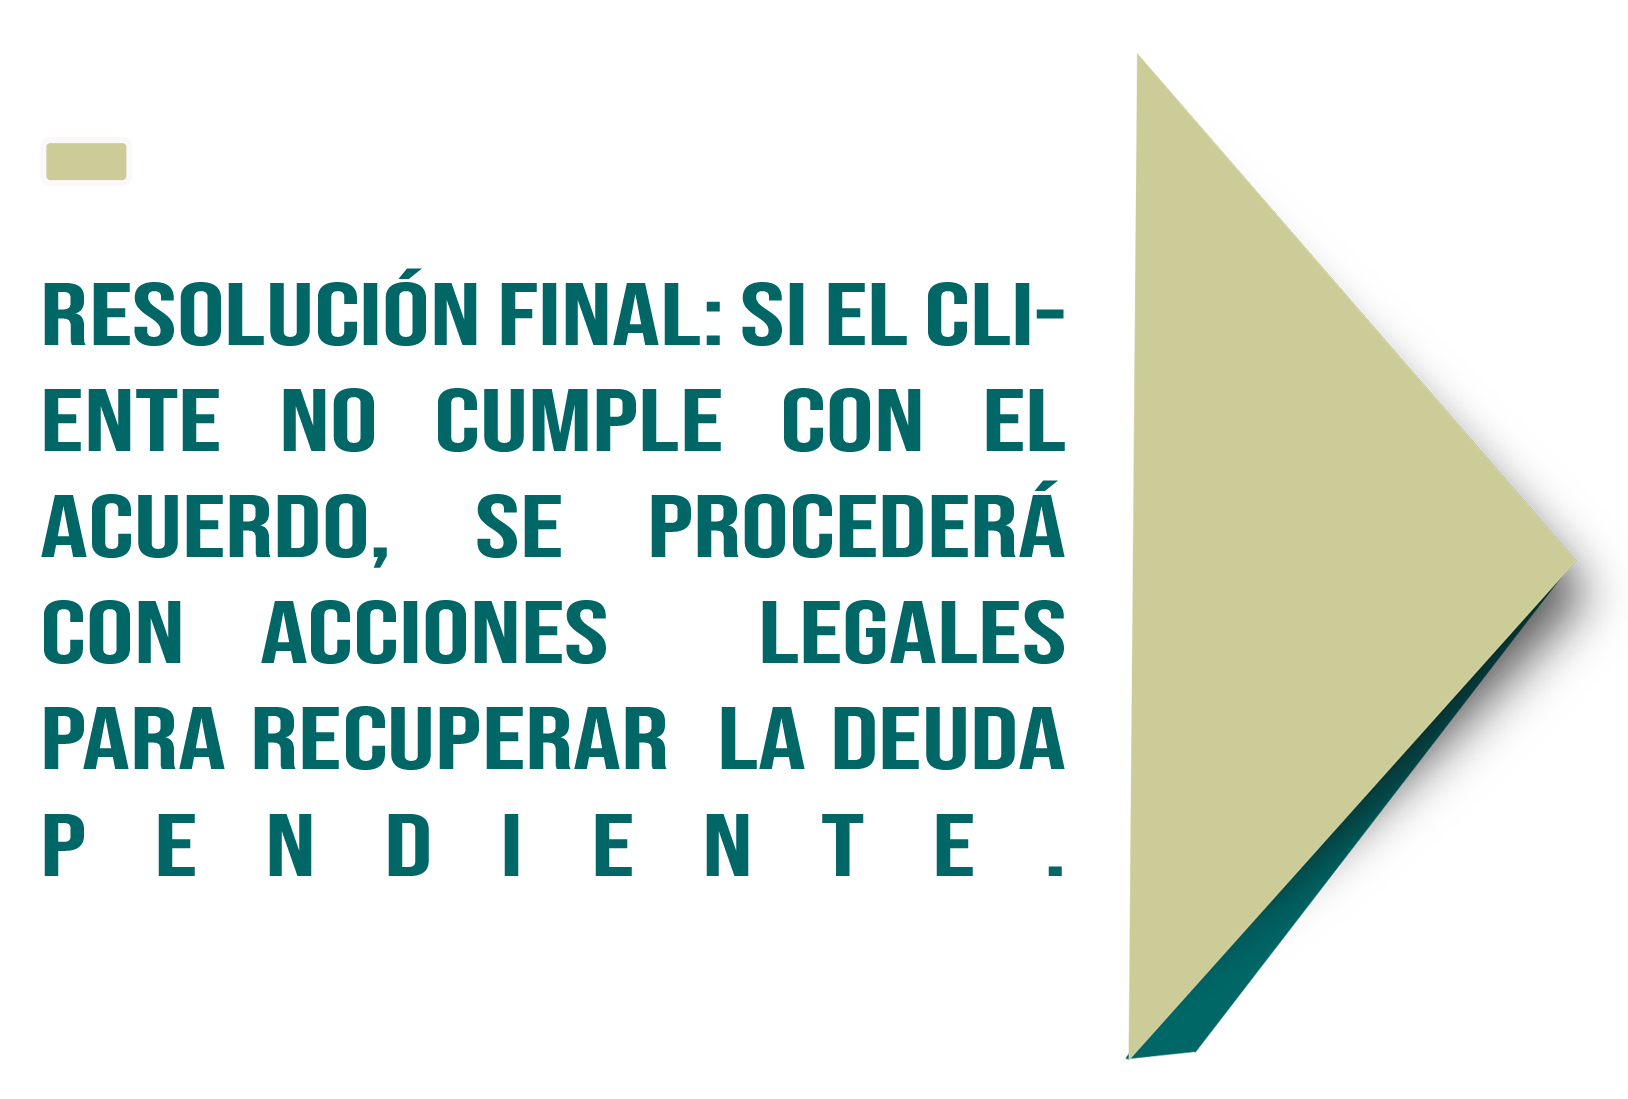 RESOLUCIÓN FINAL: SI EL CLI-
ENTE NO CUMPLE CON EL
ACUERDO, SE PROCEDERÁ
CON ACCIONES LEGALES
PARA RECUPERAR LA DEUDA
PENDIENTE.